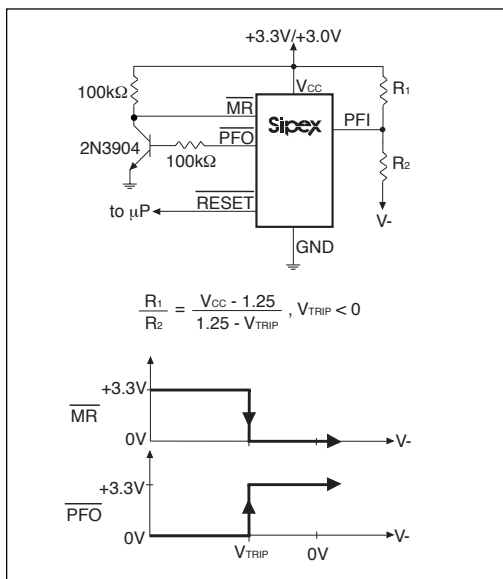 +3.3V/+3.0V
VCC
100kΩ
R1
MR
PFI
Sipex
PFO
2N3904
100kΩ
R2
RESET
to µP
V-
GND
R1/R2 = VCC - 1.25 / 1.25 - VTRIP , VTRIP < 0
+3.3V
MR
0V
V-
+3.3V
PFO
0V
V-
VTRIP
0V